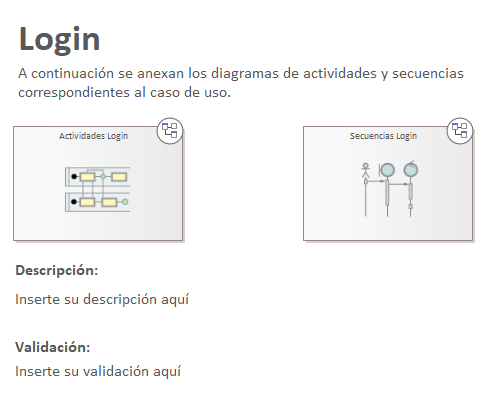 Login
A continuación se anexan los diagramas de actividades y secuencias
correspondientes al caso de uso.
Actividades Login
Secuencias Login
Descripción:
Inserte su descripción aquí
Validación:
Inserte su validación aquí